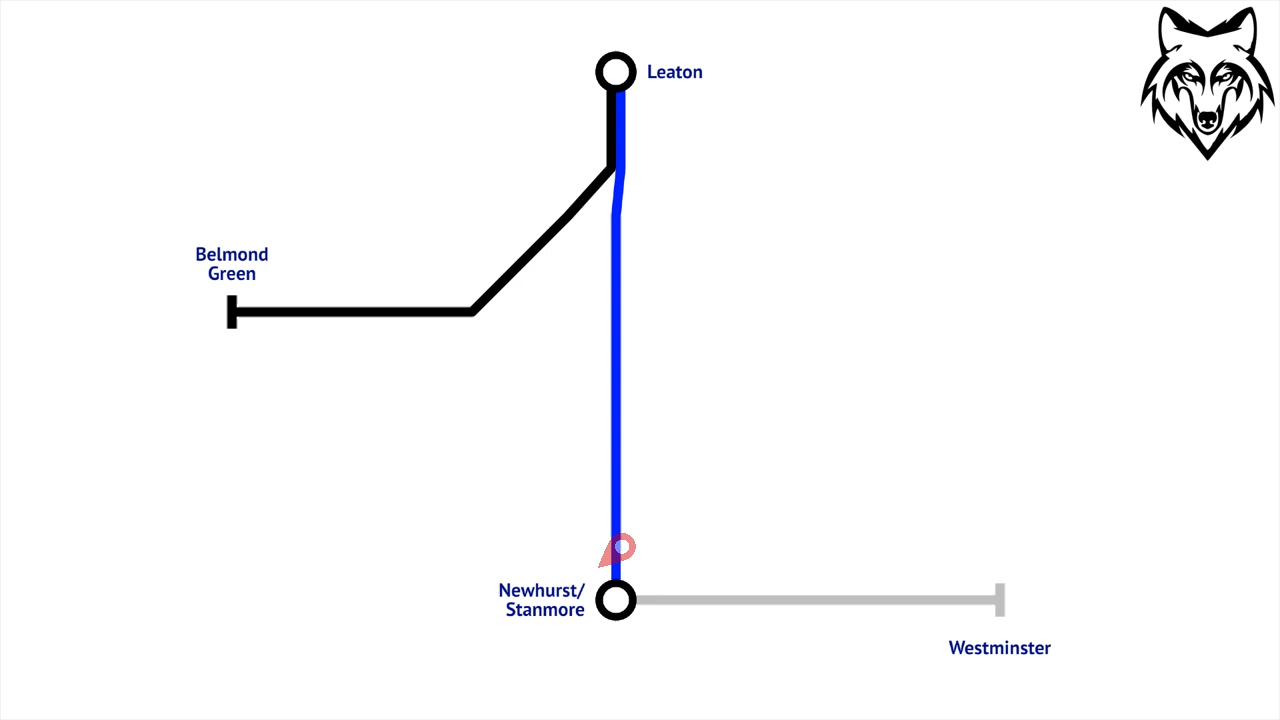 Leaton
Belmond
Green
Newhurst/
Stanmore
Westminster